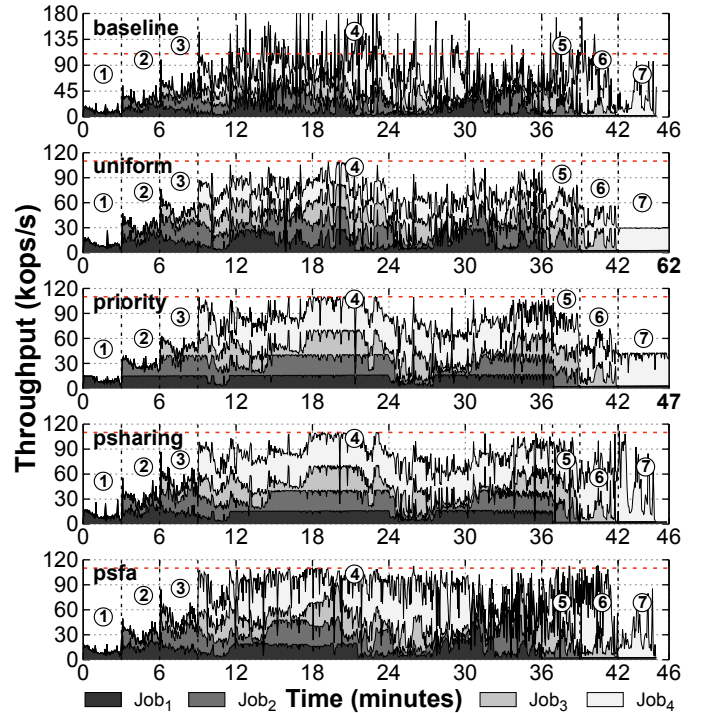 Throughput (kops/s)
baseline
180
135
90
45
0
① ② ③ ④ ⑤ ⑥ ⑦
0 6 12 18 24 30 36 42 46
uniform
120
90
60
30
0
① ② ③ ④ ⑤ ⑥ ⑦
0 6 12 18 24 30 36 42 62
priority
120
90
60
30
0
① ② ③ ④ ⑤ ⑥ ⑦
0 6 12 18 24 30 36 42 47
psharing
120
90
60
30
0
① ② ③ ④ ⑤ ⑥ ⑦
0 6 12 18 24 30 36 42 46
psfa
120
90
60
30
0
① ② ③ ④ ⑤ ⑥ ⑦
0 6 12 18 24 30 36 42 46
Job1 Job2 Time (minutes) Job3 Job4